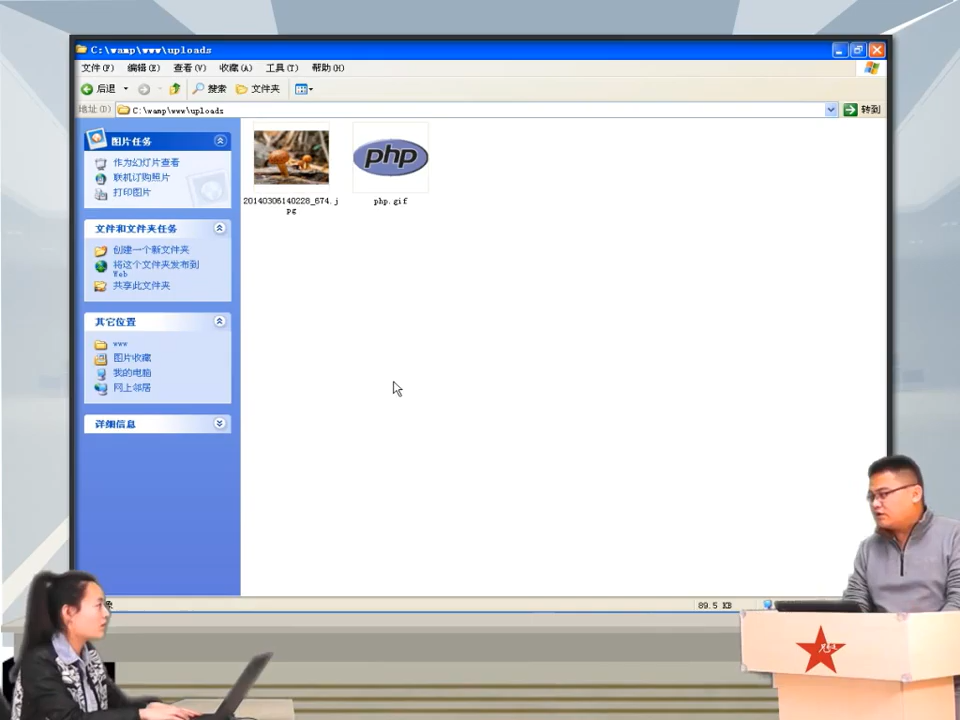 C:\wamp\www\uploads
文件(F) 编辑(E) 查看(V) 收藏(A) 工具(T) 帮助(H)
后退 搜索 文件夹
地址(D) C:\wamp\www\uploads 转到
图片任务
作为幻灯片查看
联机订购照片
打印图片
文件和文件夹任务
创建一个新文件夹
将这个文件夹发布到
Web
共享此文件夹
其它位置
www
图片收藏
我的电脑
网上邻居
详细信息
php
20140306140228_674.j
pg
php.gif
象
89.5 KB